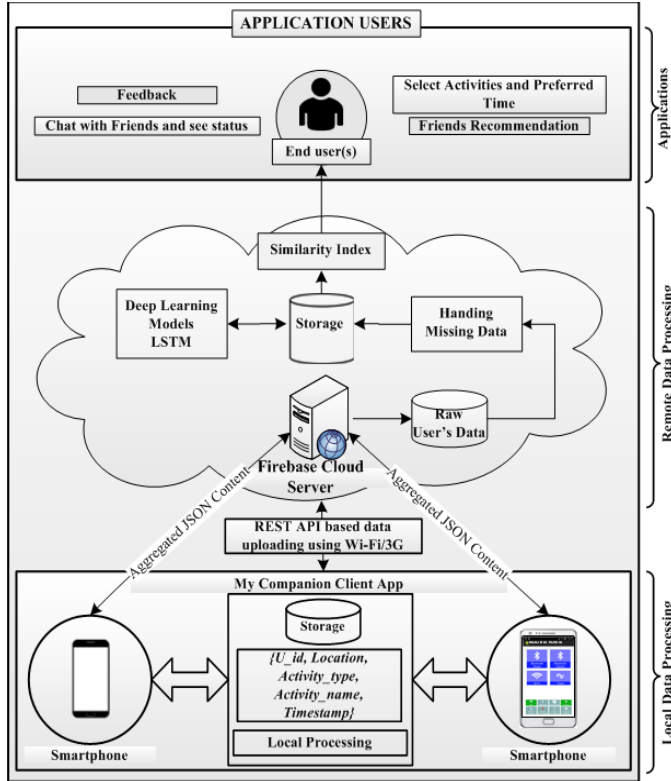 APPLICATION USERS
Feedback
Chat with Friends and see status
End user(s)
Select Activities and Preferred
Time
Friends Recommendation
Applications
Similarity Index
Deep Learning
Models
LSTM
Storage
Handing
Missing Data
Raw
User's Data
Firebase Cloud
Server
Remote Data Processing
Aggregated JSON Content
Aggregated JSON Content
REST API based data
uploading using Wi-Fi/3G
My Companion Client App
Storage
{U_id, Location,
Activity_type,
Activity_name,
Timestamp}
Local Processing
Smartphone
Smartphone
Local Data Processing